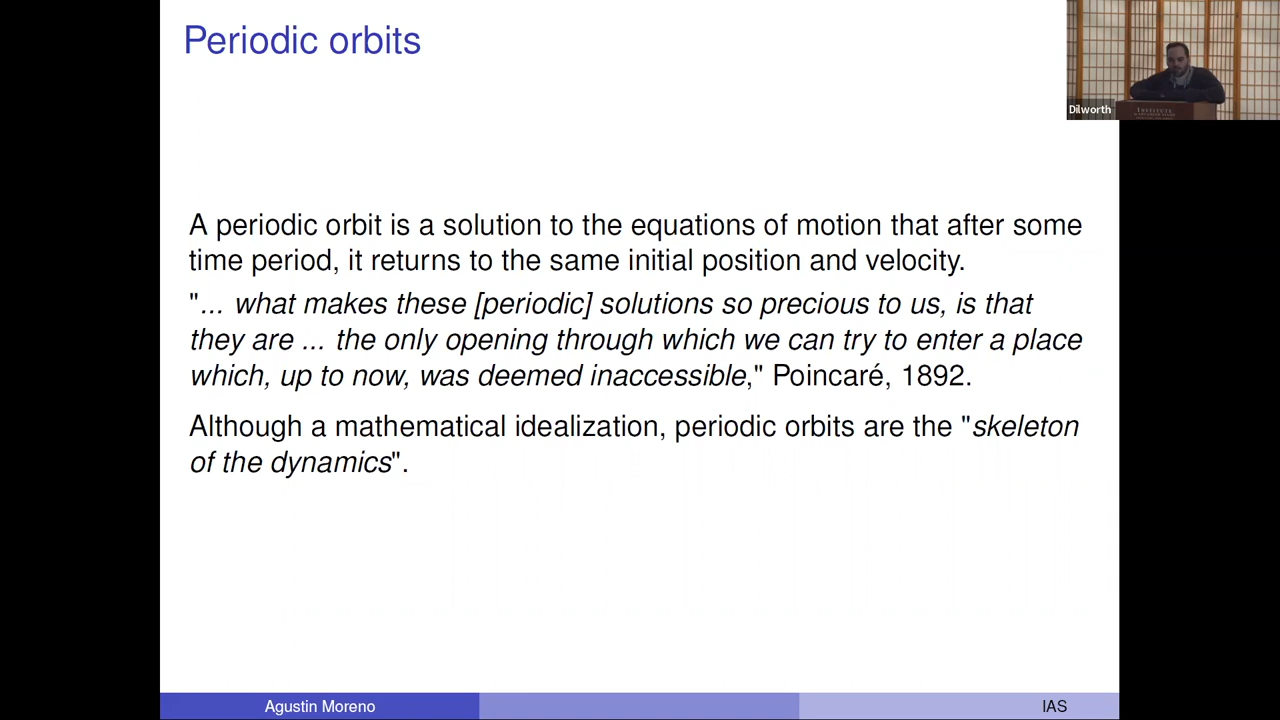 Periodic orbits
Dilworth
INSTITUTE
A periodic orbit is a solution to the equations of motion that after some
time period, it returns to the same initial position and velocity.
"... what makes these [periodic] solutions so precious to us, is that
they are ... the only opening through which we can try to enter a place
which, up to now, was deemed inaccessible," Poincaré, 1892.
Although a mathematical idealization, periodic orbits are the "skeleton
of the dynamics".
Agustin Moreno
IAS